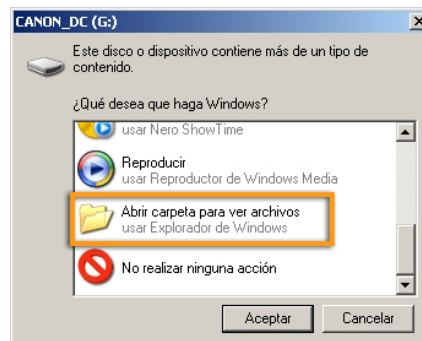 CANON_DC (G:)
Este disco o dispositivo contiene más de un tipo de
contenido.
¿Qué desea que haga Windows?
usar Nero ShowTime
Reproducir
usar Reproductor de Windows Media
Abrir carpeta para ver archivos
usar Explorador de Windows
No realizar ninguna acción
Aceptar
Cancelar